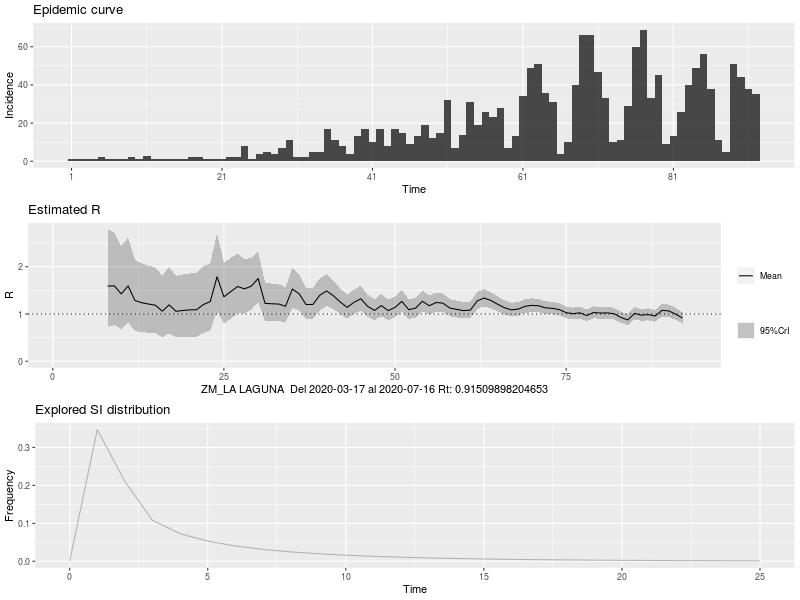 Epidemic curve
60
40
20
0
Incidence
1
21
41
61
81
Time
Estimated R
2
1
0
R
0
25
50
75
ZM_LA LAGUNA Del 2020-03-17 al 2020-07-16 Rt: 0.91509898204653
Mean
95%CrI
Explored SI distribution
0.3
0.2
0.1
0.0
Frequency
0
5
10
15
20
25
Time